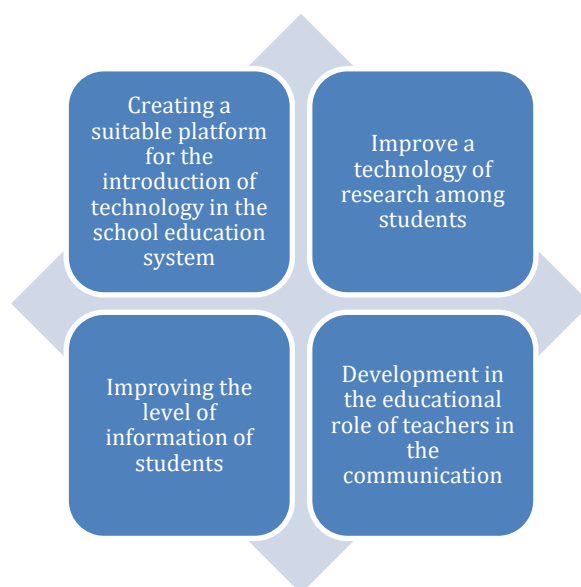 Creating a
suitable platform
for the
introduction of
technology in the
school education
system
Improve a
technology of
research among
students
Improving the
level of
information of
students
Development in
the educational
role of teachers in
the
communication